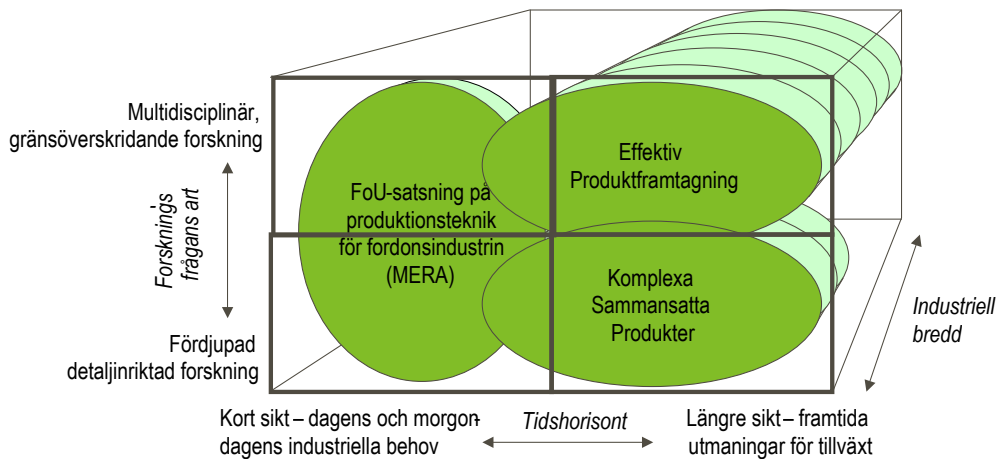 Multidisciplinär,
gränsöverskridande forskning
Forsknings
frågans art
Fördjupad
detaljinriktad forskning
FoU-satsning på
produktionsteknik
för fordonsindustrin
(MERA)
Effektiv
Produktframtagning
Komplexa
Sammansatta
Produkter
Industriell
bredd
Kort sikt – dagens och morgon-
dagens industriella behov
Tidshorisont
Längre sikt – framtida
utmaningar för tillväxt